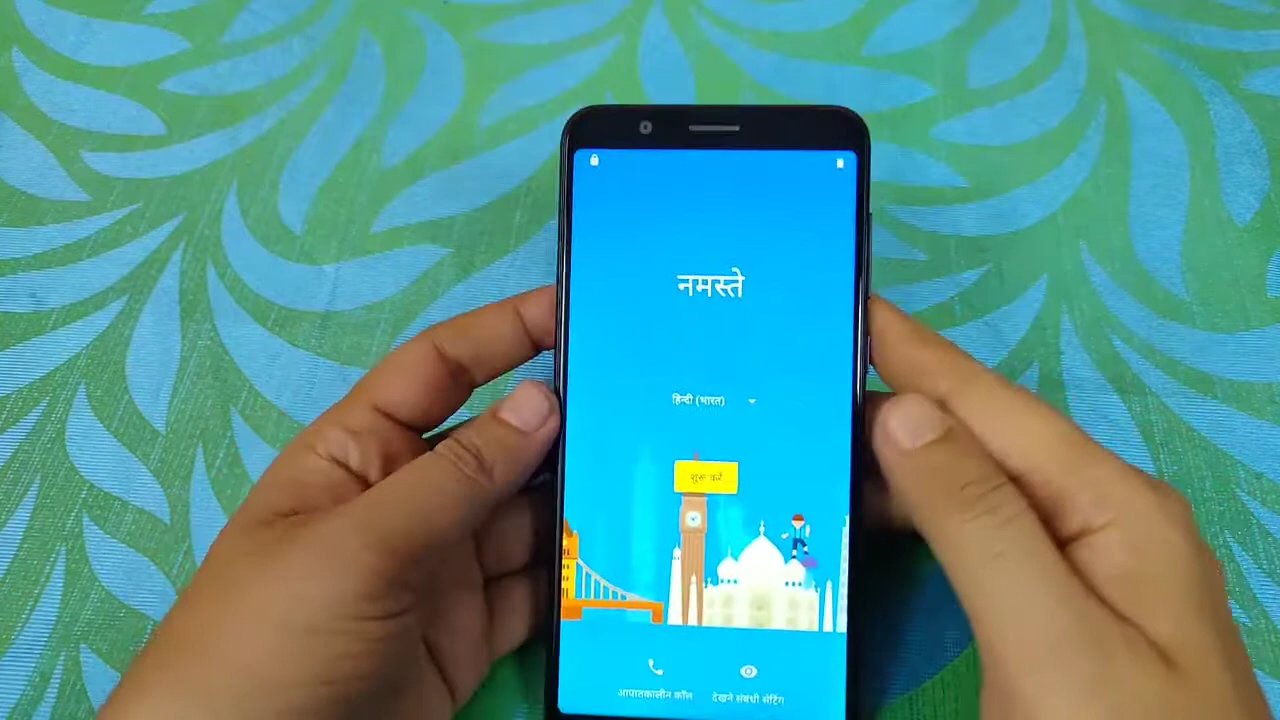 नमस्ते
हिन्दी (भारत)
शुरू करें
आपातकालीन कॉल
देखने संबंधी सेटिंग